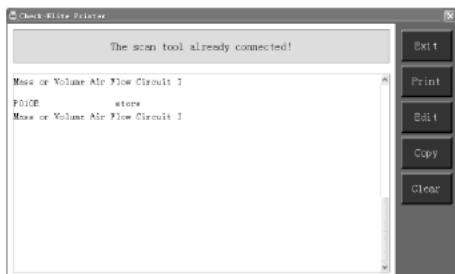 Check-Elite Printer
The scan tool already connected!
Mass or Volume Air Flow Circuit I
store
Mass or Volume Air Flow Circuit I
Exit
Print
Edit
Copy
Clear